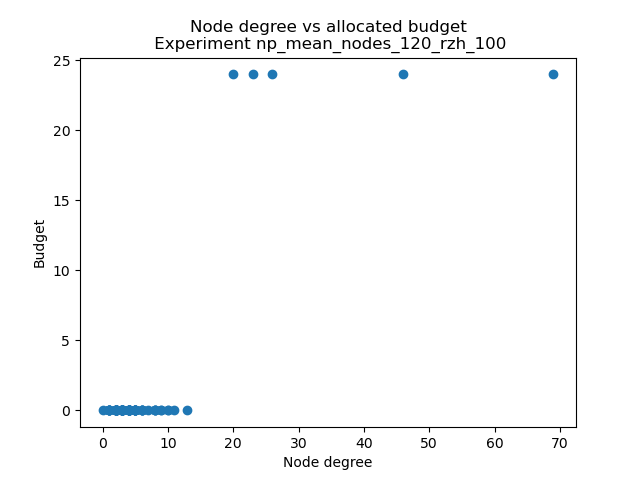 Node degree vs allocated budget
Experiment np_mean_nodes_120_rzh_100
25
20
15
10
5
0
Budget
0 10 20 30 40 50 60 70
Node degree